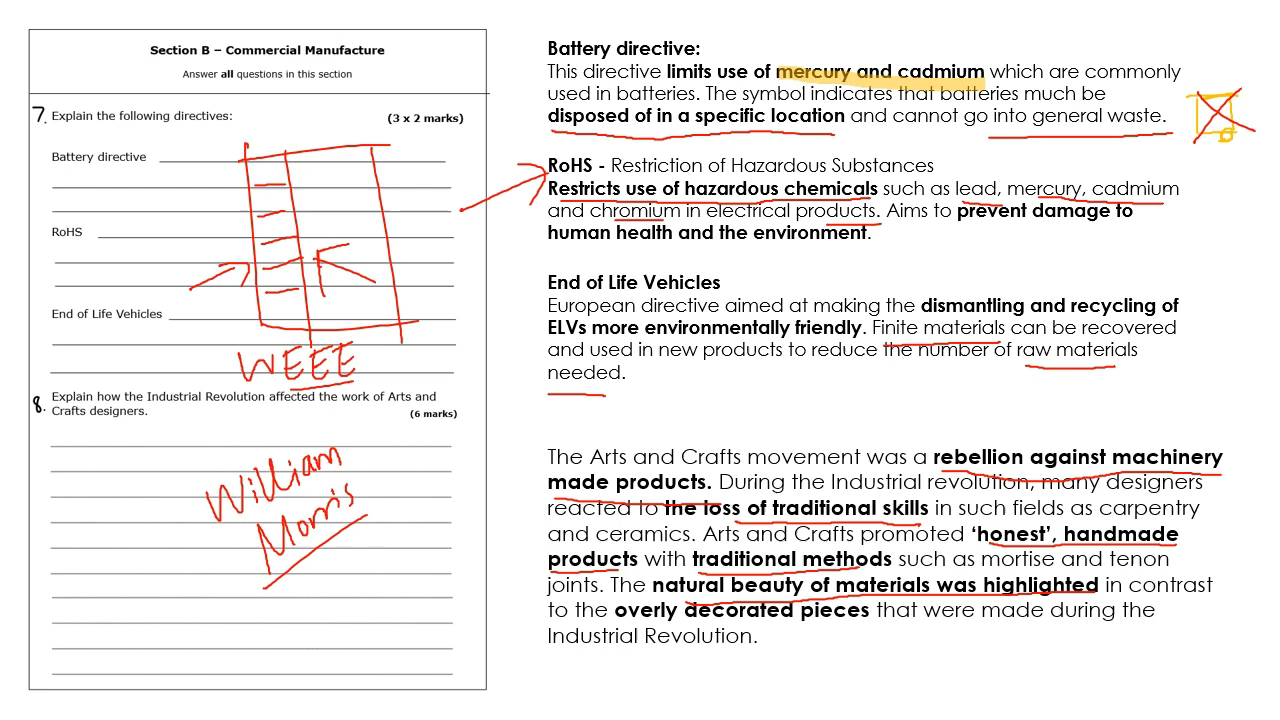 Section B – Commercial Manufacture
Answer all questions in this section
7. Explain the following directives:
(3 x 2 marks)
Battery directive
RoHS
End of Life Vehicles
WEEE
8. Explain how the Industrial Revolution affected the work of Arts and
Crafts designers.
(6 marks)
William
Morris
Battery directive:
This directive limits use of mercury and cadmium which are commonly
used in batteries. The symbol indicates that batteries much be
disposed of in a specific location and cannot go into general waste.
RoHS - Restriction of Hazardous Substances
Restricts use of hazardous chemicals such as lead, mercury, cadmium
and chromium in electrical products. Aims to prevent damage to
human health and the environment.
End of Life Vehicles
European directive aimed at making the dismantling and recycling of
ELVs more environmentally friendly. Finite materials can be recovered
and used in new products to reduce the number of raw materials
needed.
The Arts and Crafts movement was a rebellion against machinery
made products. During the Industrial revolution, many designers
reacted to the loss of traditional skills in such fields as carpentry
and ceramics. Arts and Crafts promoted ‘honest’, handmade
products with traditional methods such as mortise and tenon
joints. The natural beauty of materials was highlighted in contrast
to the overly decorated pieces that were made during the
Industrial Revolution.